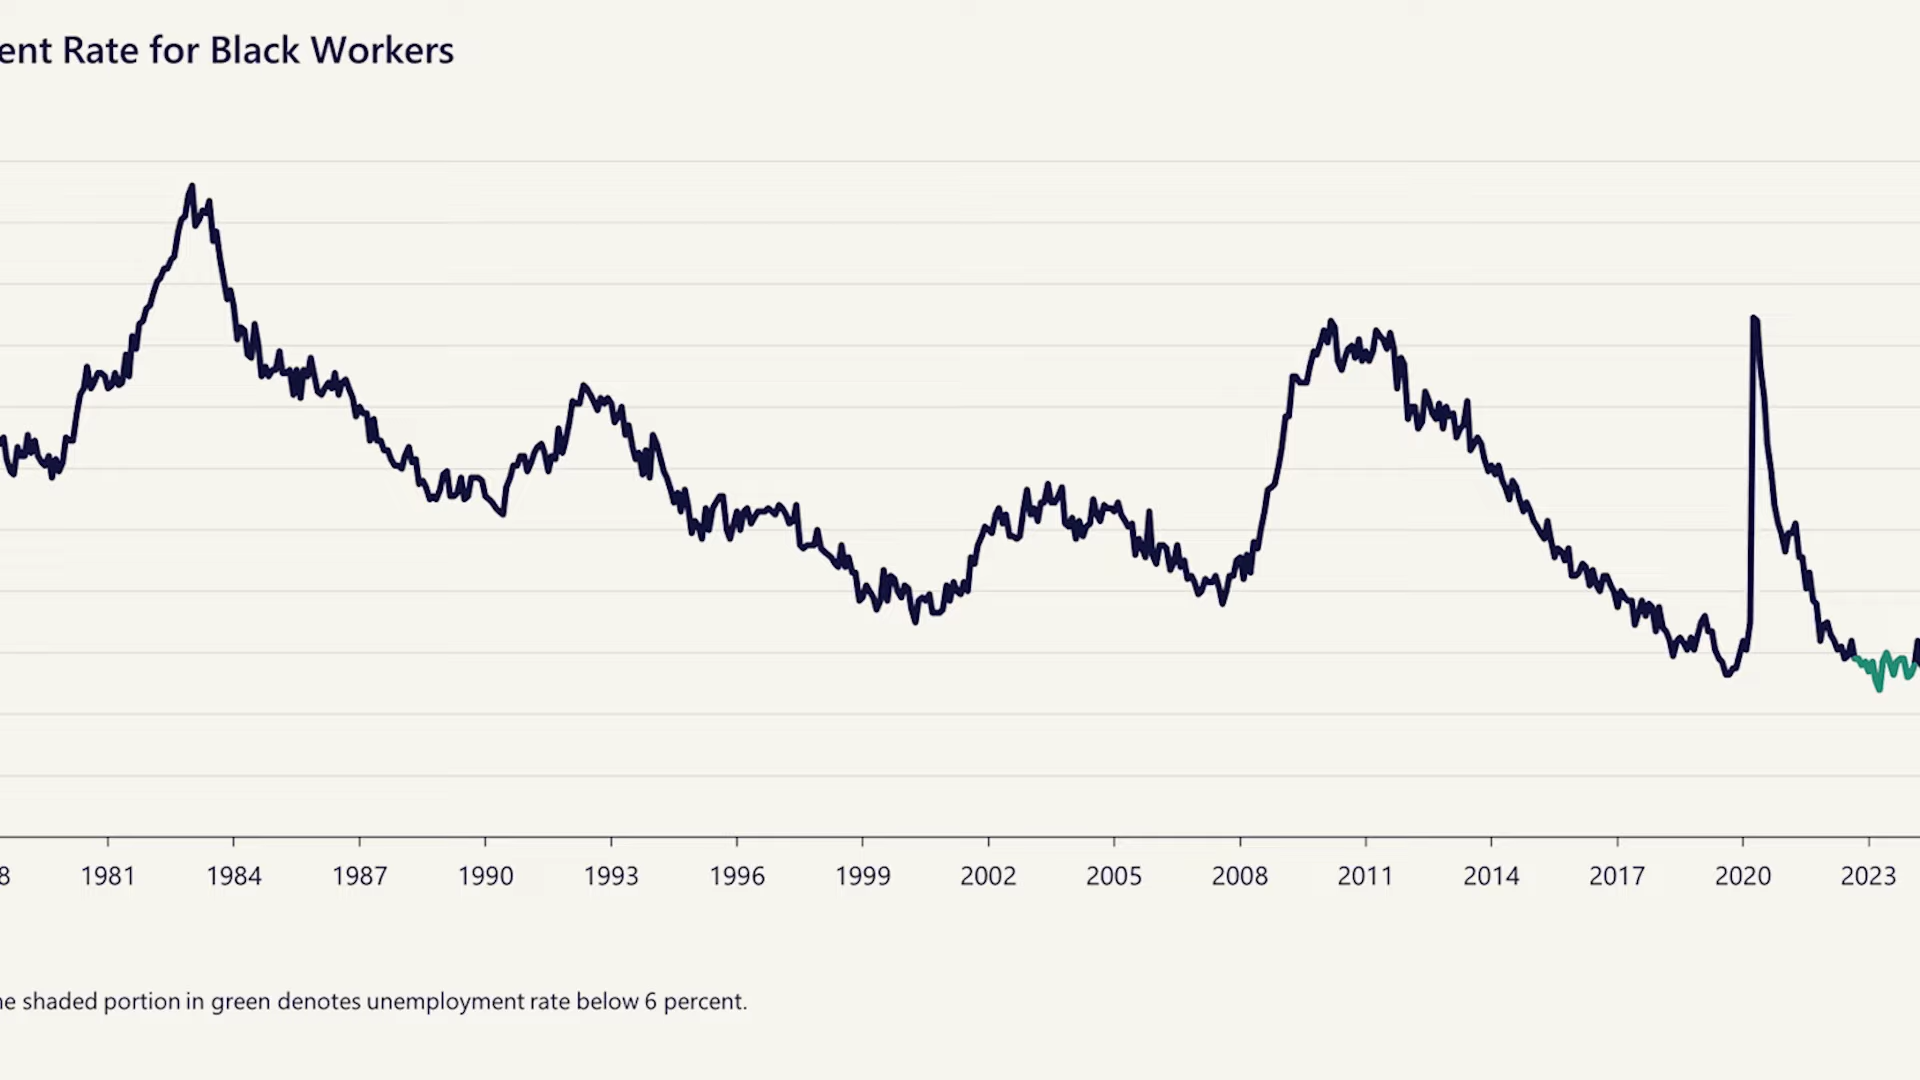 ent Rate for Black Workers
8 1981 1984 1987 1990 1993 1996 1999 2002 2005 2008 2011 2014 2017 2020 2023
he shaded portion in green denotes unemployment rate below 6 percent.